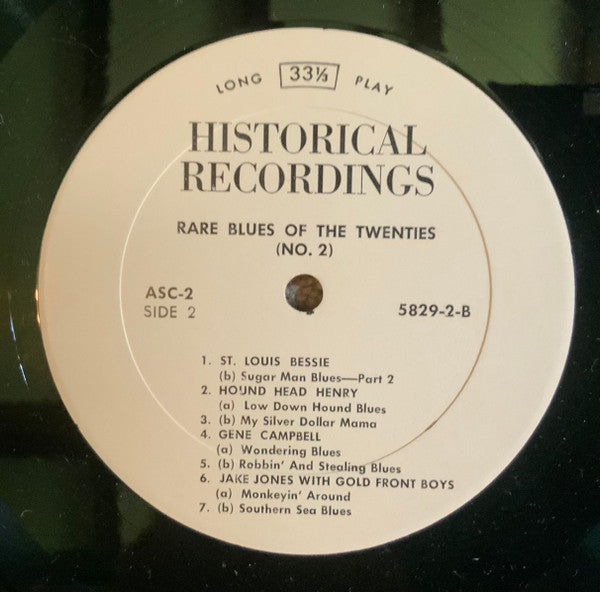 LONG 33⅓ PLAY
HISTORICAL
RECORDINGS
RARE BLUES OF THE TWENTIES
(NO. 2)
ASC-2
SIDE 2
5829-2-B
1. ST. LOUIS BESSIE
(b) Sugar Man Blues—Part 2
2. HOUND HEAD HENRY
(a) Low Down Hound Blues
3. (b) My Silver Dollar Mama
4. GENE CAMPBELL
(a) Wondering Blues
5. (b) Robbin' And Stealing Blues
6. JAKE JONES WITH GOLD FRONT BOYS
(a) Monkeyin' Around
7. (b) Southern Sea Blues